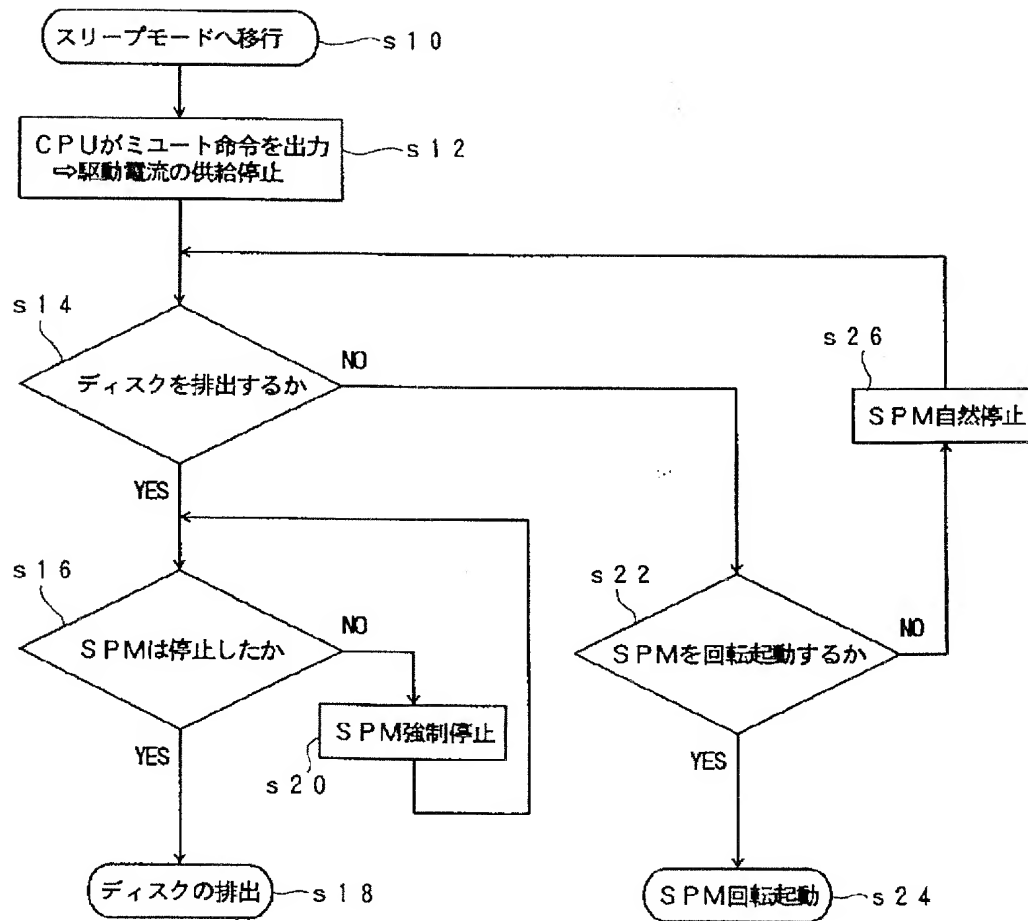 スリープモードへ移行
s10
CPUがミュート命令を出力
⇨駆動電流の供給停止
s12
s14
ディスクを排出するか
NO
YES
s26
SPM自然停止
s16
SPMは停止したか
NO
YES
s22
SPMを回転起動するか
NO
YES
SPM強制停止
s20
ディスクの排出
s18
SPM回転起動
s24